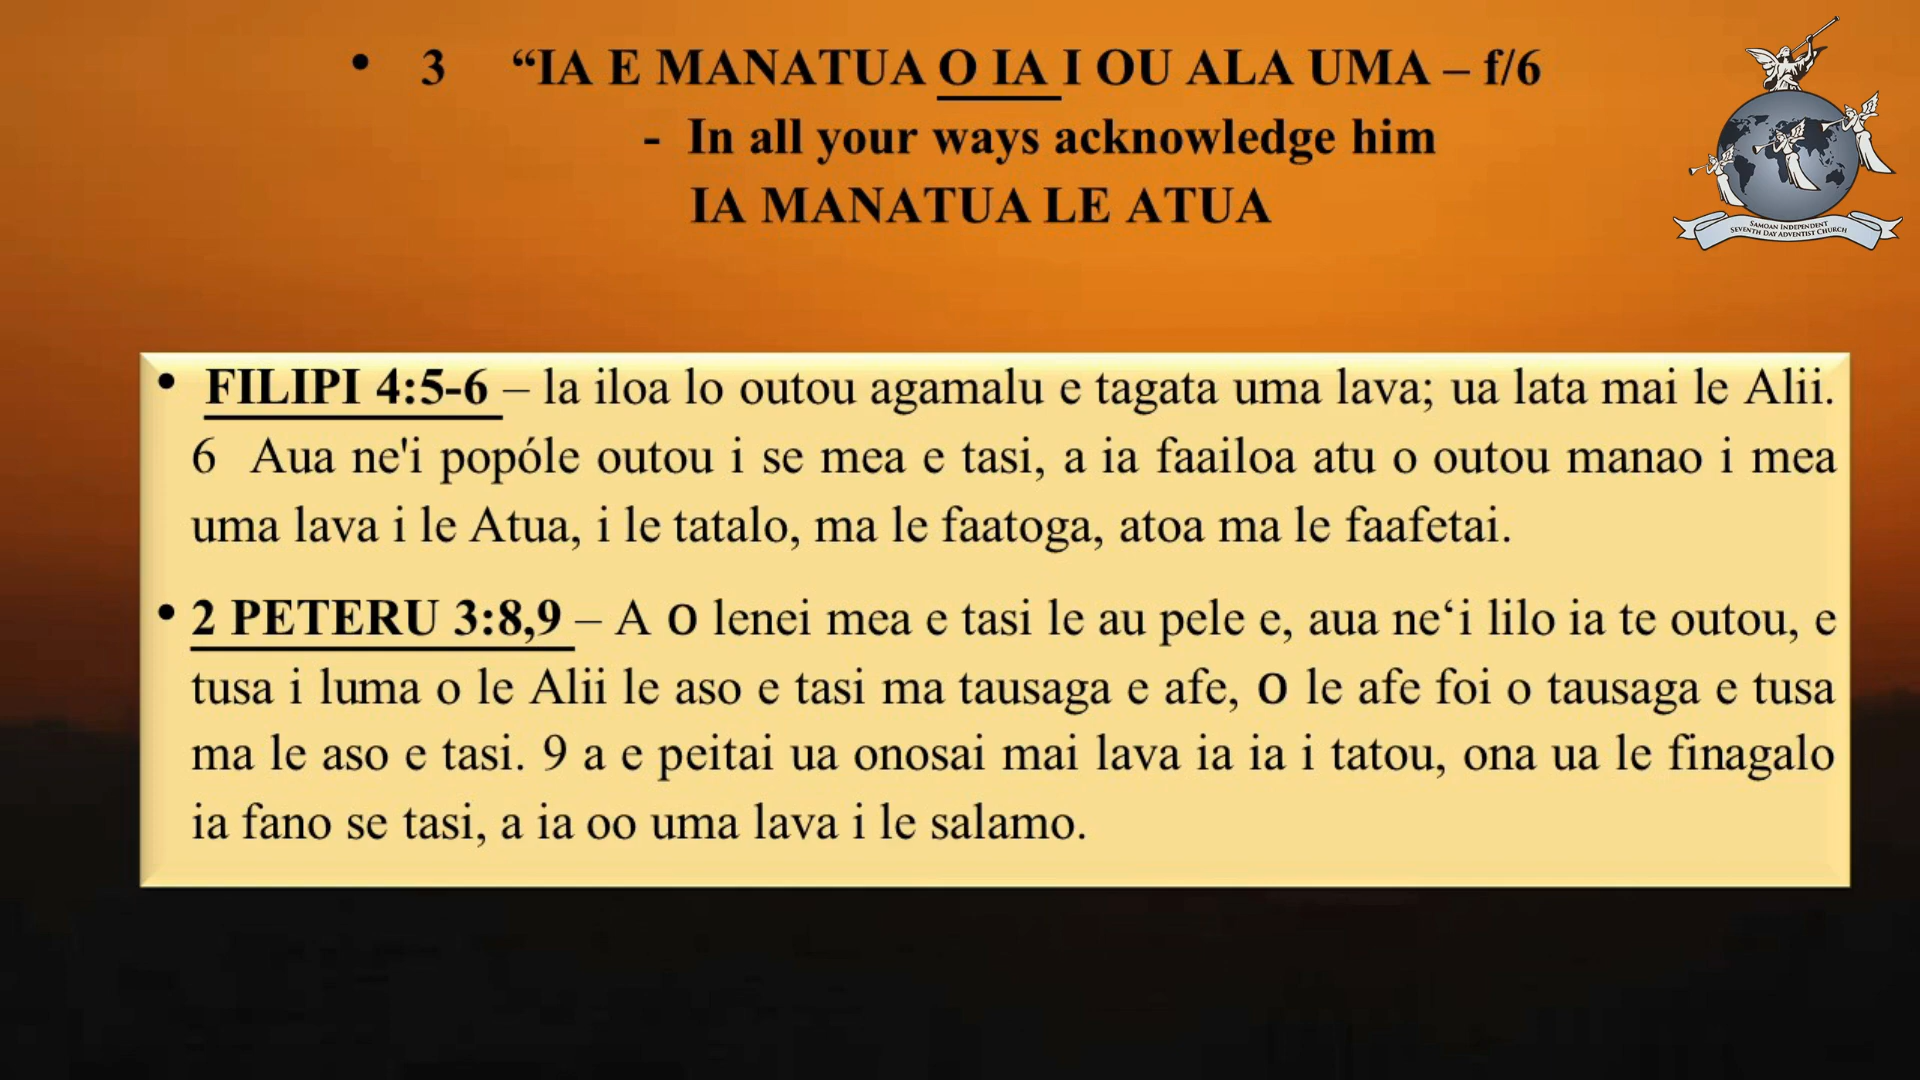 • 3 “IA E MANATUA O IA I OU ALA UMA – f/6
- In all your ways acknowledge him
IA MANATUA LE ATUA
SAMOAN INDEPENDENT
SEVENTH DAY ADVENTIST CHURCH
• FILIPI 4:5-6 – la iloa lo outou agamalu e tagata uma lava; ua lata mai le Alii.
6 Aua ne'i popóle outou i se mea e tasi, a ia faailoa atu o outou manao i mea
uma lava i le Atua, i le tatalo, ma le faatoga, atoa ma le faafetai.
• 2 PETERU 3:8,9 – A o lenei mea e tasi le au pele e, aua ne‘i lilo ia te outou, e
tusa i luma o le Alii le aso e tasi ma tausaga e afe, o le afe foi o tausaga e tusa
ma le aso e tasi. 9 a e peitai ua onosai mai lava ia ia i tatou, ona ua le finagalo
ia fano se tasi, a ia oo uma lava i le salamo.